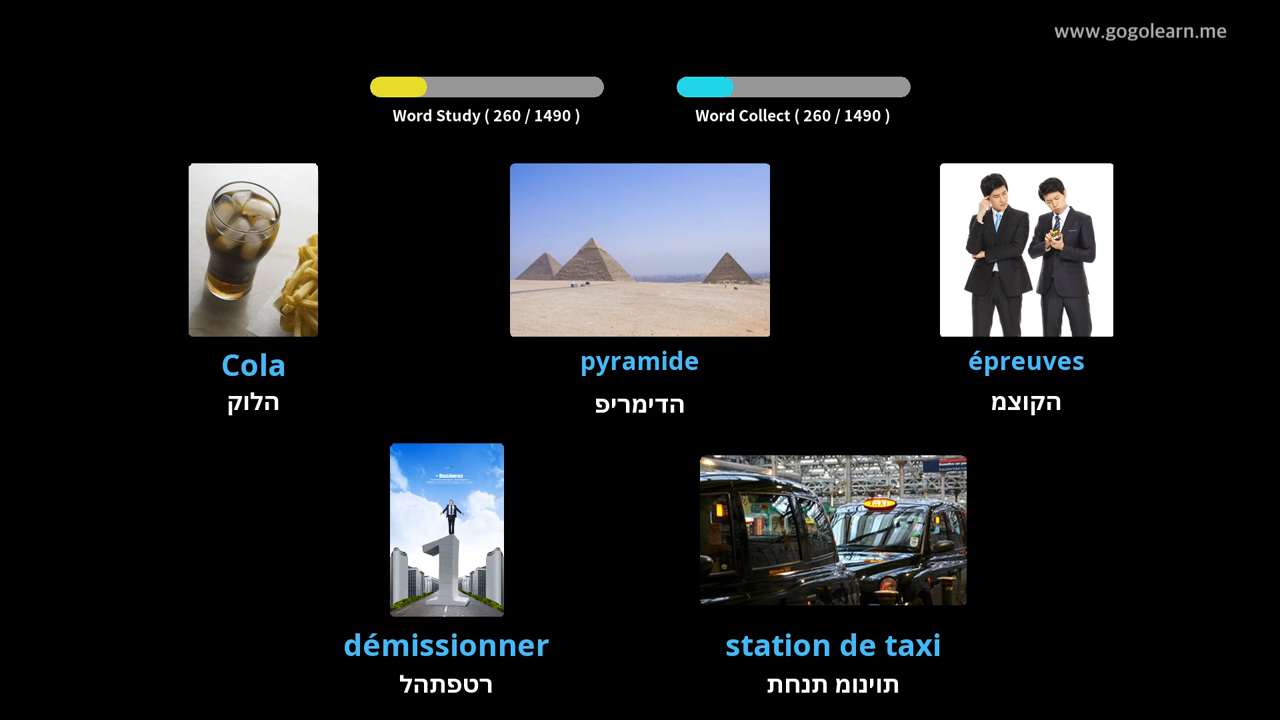 www.gogolearn.me
Word Study ( 260 / 1490 )
Word Collect ( 260 / 1490 )
Cola
הלוק
pyramide
הדימריפ
épreuves
הקוצמ
démissionner
רטפתהל
station de taxi
תוינומ תנחת
TAXI